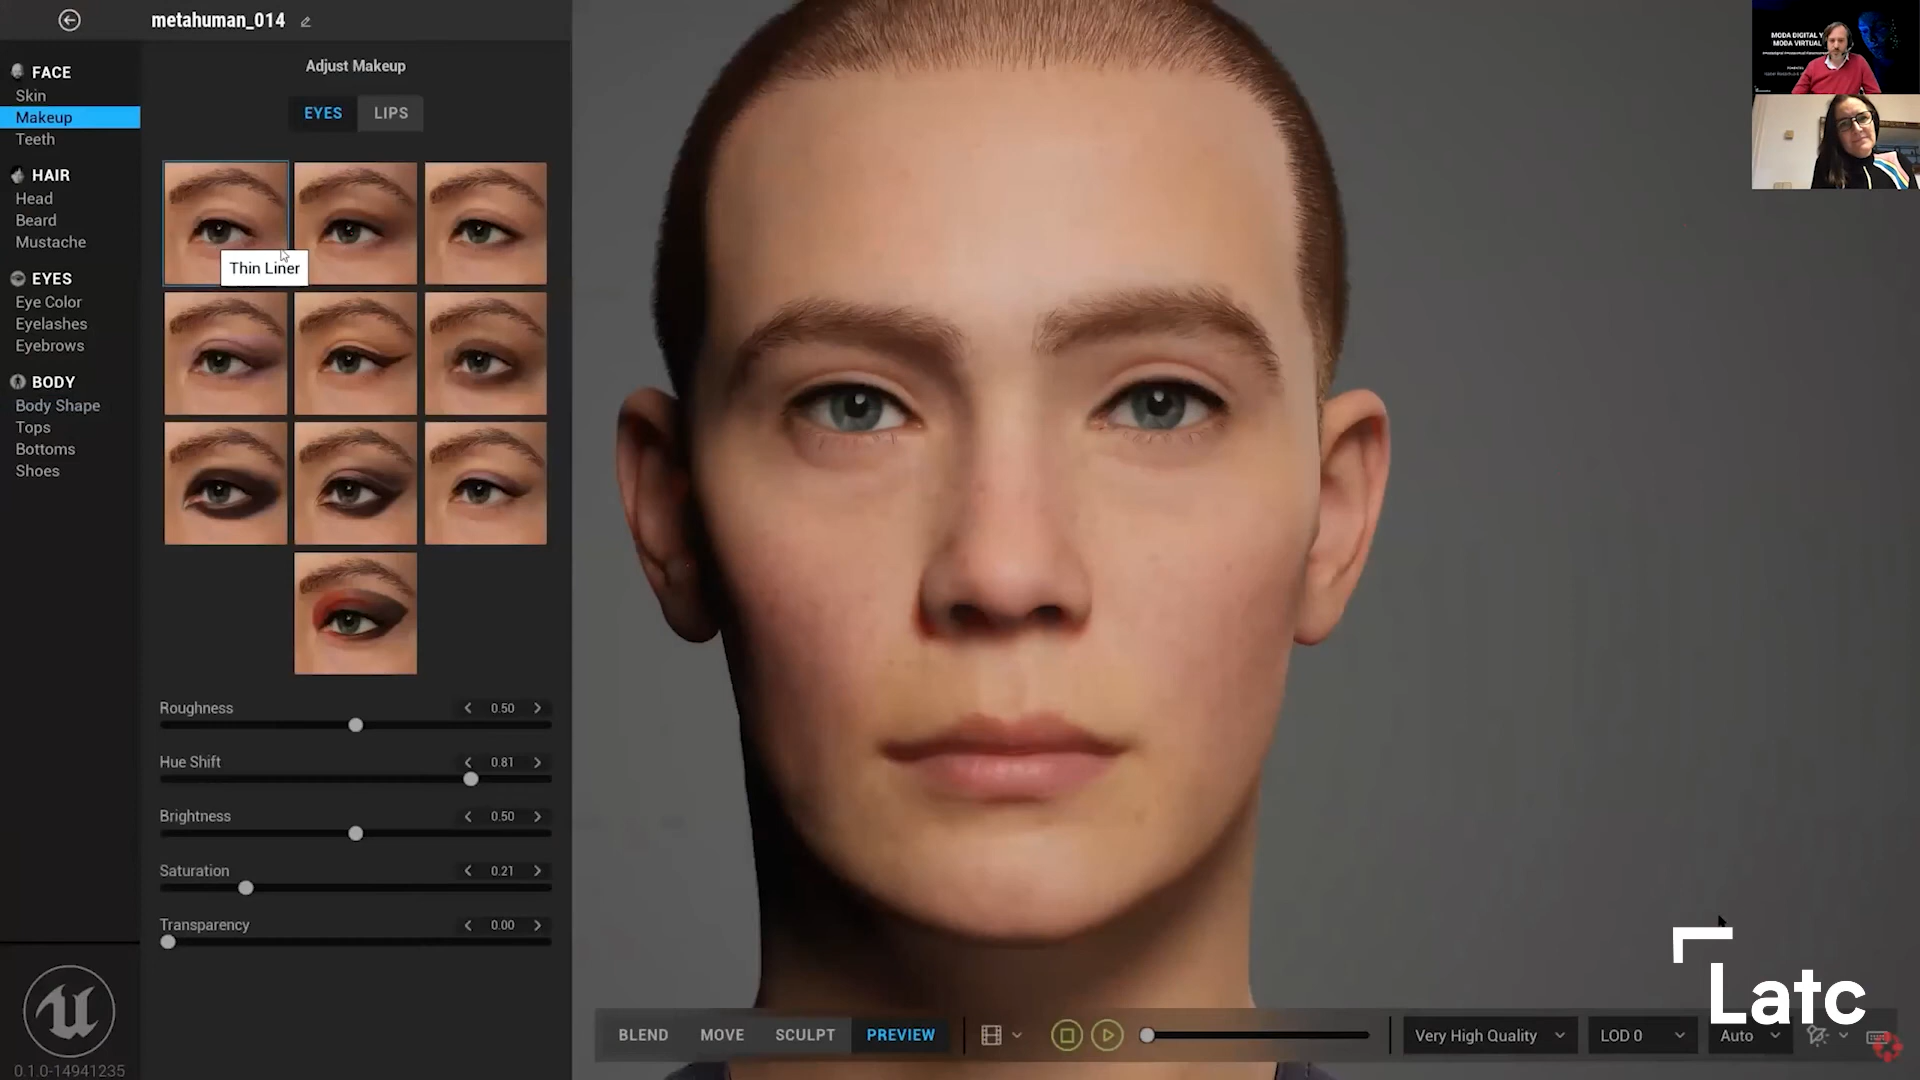 metahuman_014
FACE
Skin
Makeup
Teeth
HAIR
Head
Beard
Mustache
EYES
Eye Color
Eyelashes
Eyebrows
BODY
Body Shape
Tops
Bottoms
Shoes
0.1.0-14941235
Adjust Makeup
EYES
LIPS
Thin Liner
Roughness
0.50
Hue Shift
0.81
Brightness
0.50
Saturation
0.21
Transparency
0.00
BLEND
MOVE
SCULPT
PREVIEW
Very High Quality
LOD 0
Auto
MODA DIGITAL Y
MODA VIRTUAL
Latc